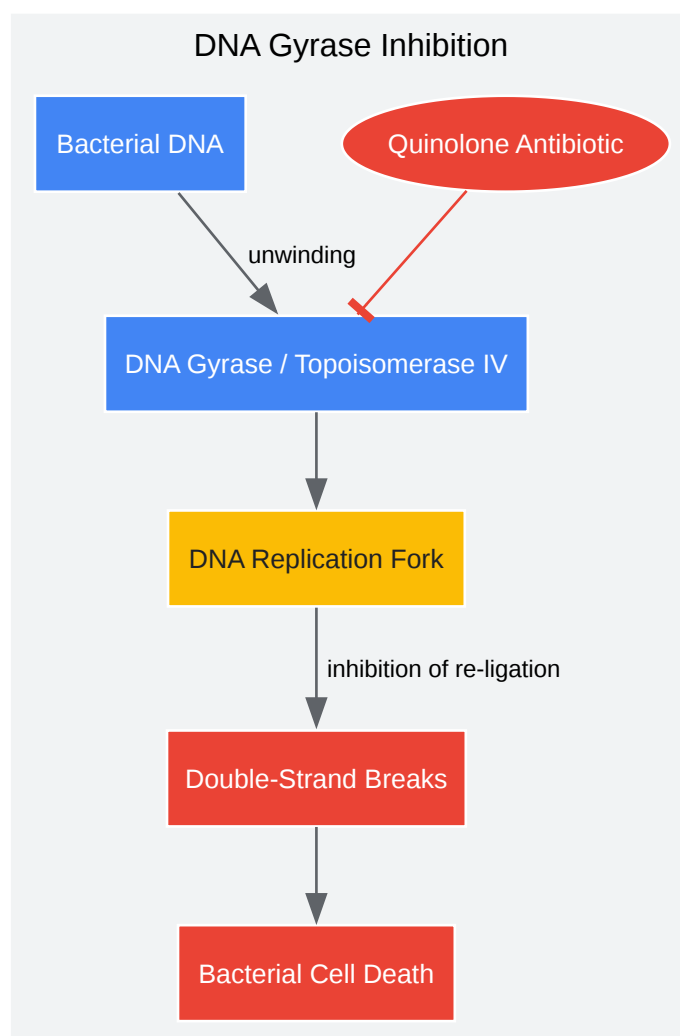 DNA Gyrase Inhibition
Bacterial DNA
Quinolone Antibiotic
unwinding
DNA Gyrase / Topoisomerase IV
DNA Replication Fork
inhibition of re-ligation
Double-Strand Breaks
Bacterial Cell Death